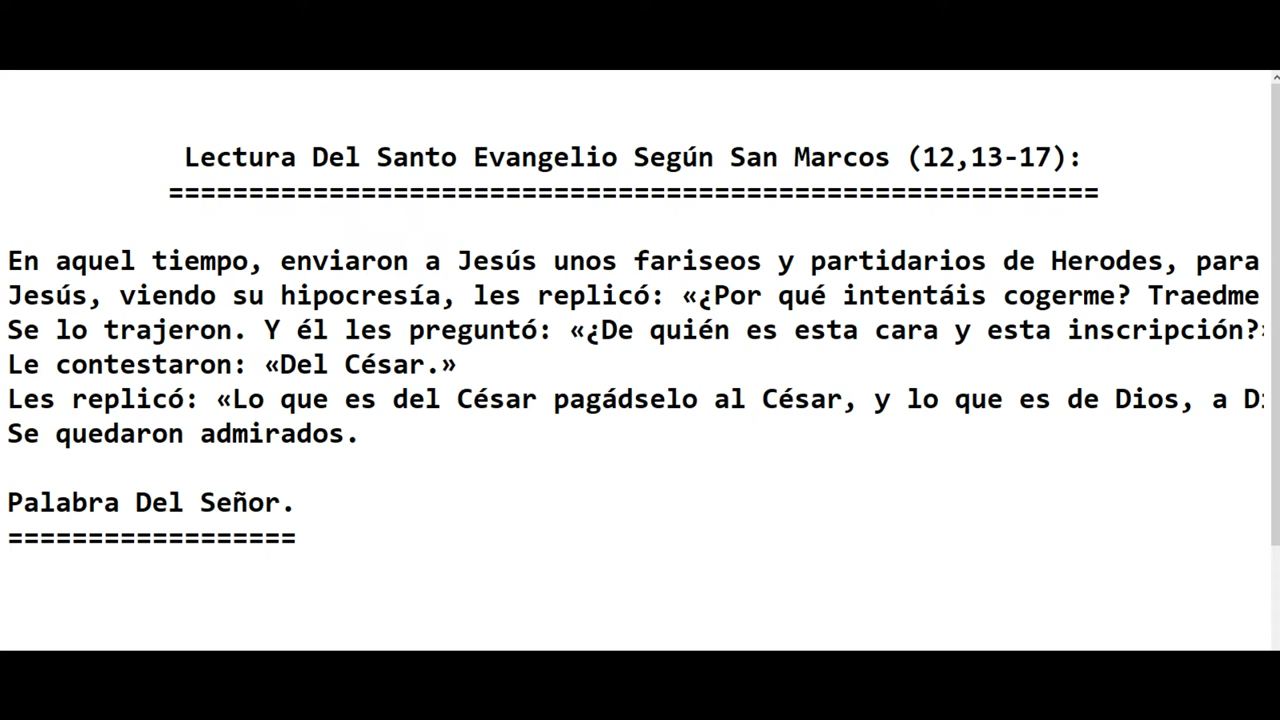 Lectura Del Santo Evangelio Según San Marcos (12,13-17):
==========================================================
En aquel tiempo, enviaron a Jesús unos fariseos y partidarios de Herodes, para
Jesús, viendo su hipocresía, les replicó: «¿Por qué intentáis cogerme? Traedme
Se lo trajeron. Y él les preguntó: «¿De quién es esta cara y esta inscripción?»
Le contestaron: «Del César.»
Les replicó: «Lo que es del César pagádselo al César, y lo que es de Dios, a
Se quedaron admirados.
Palabra Del Señor.
==================